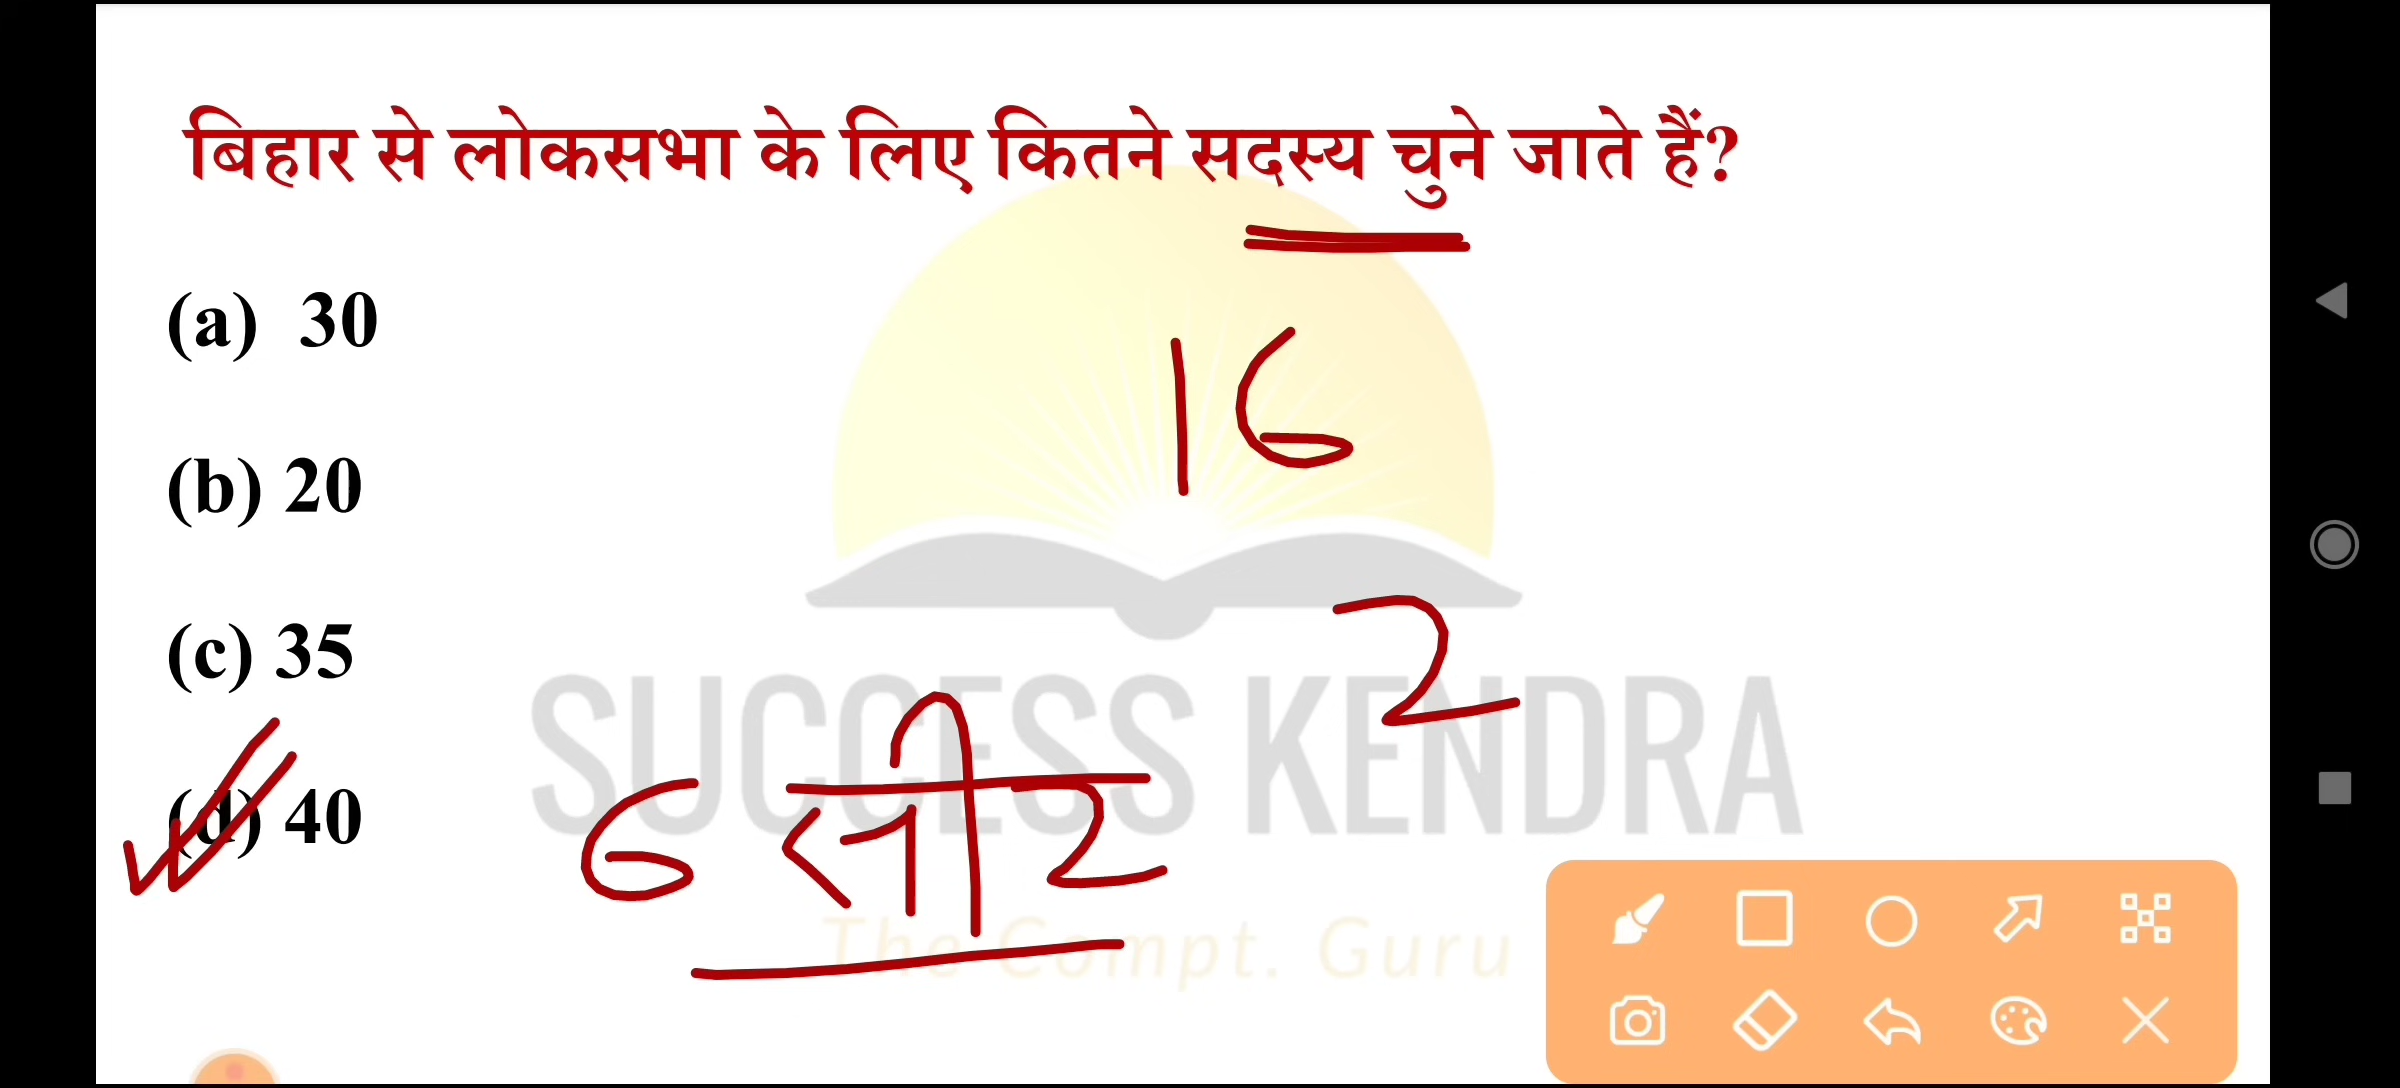 बिहार से लोकसभा के लिए कितने सदस्य चुने जाते हैं?
(a) 30
16
(b) 20
(c) 35
2
SUCCESS KENDRA
(d) 40
6
The Compt. Guru